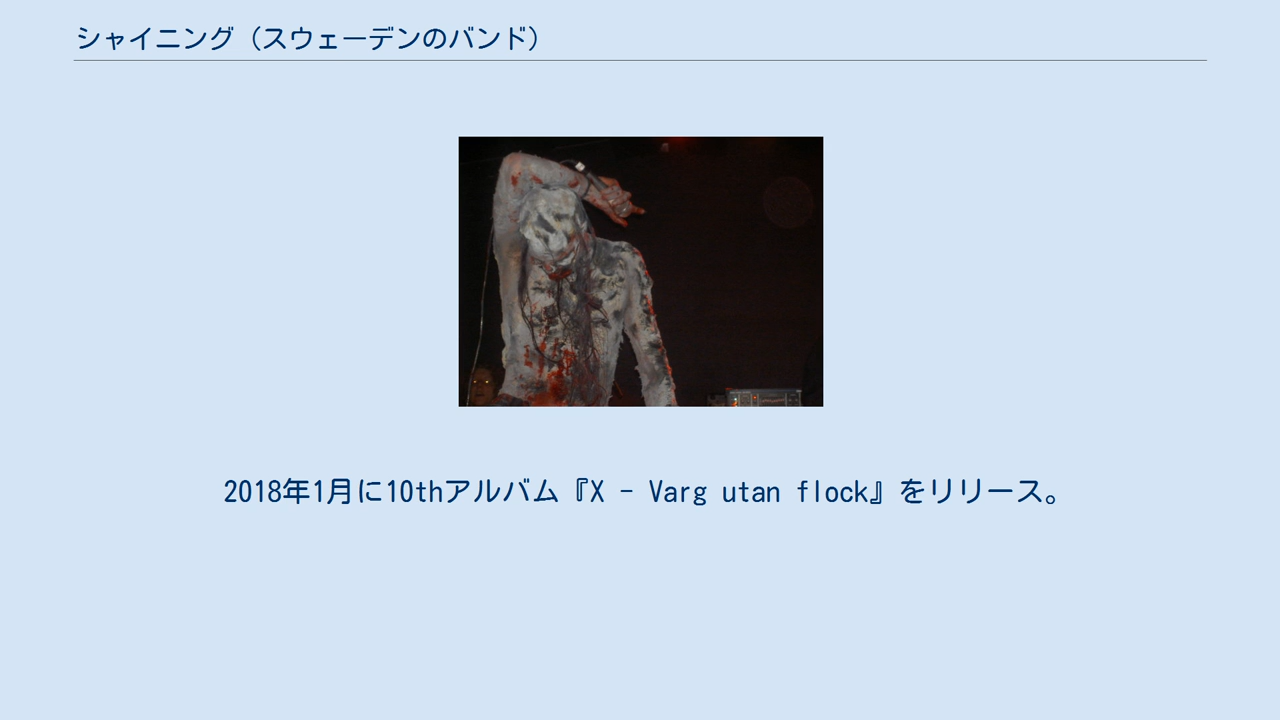 シャイニング（スウェーデンのバンド）
2018年1月に10thアルバム『X - Varg utan flock』をリリース。